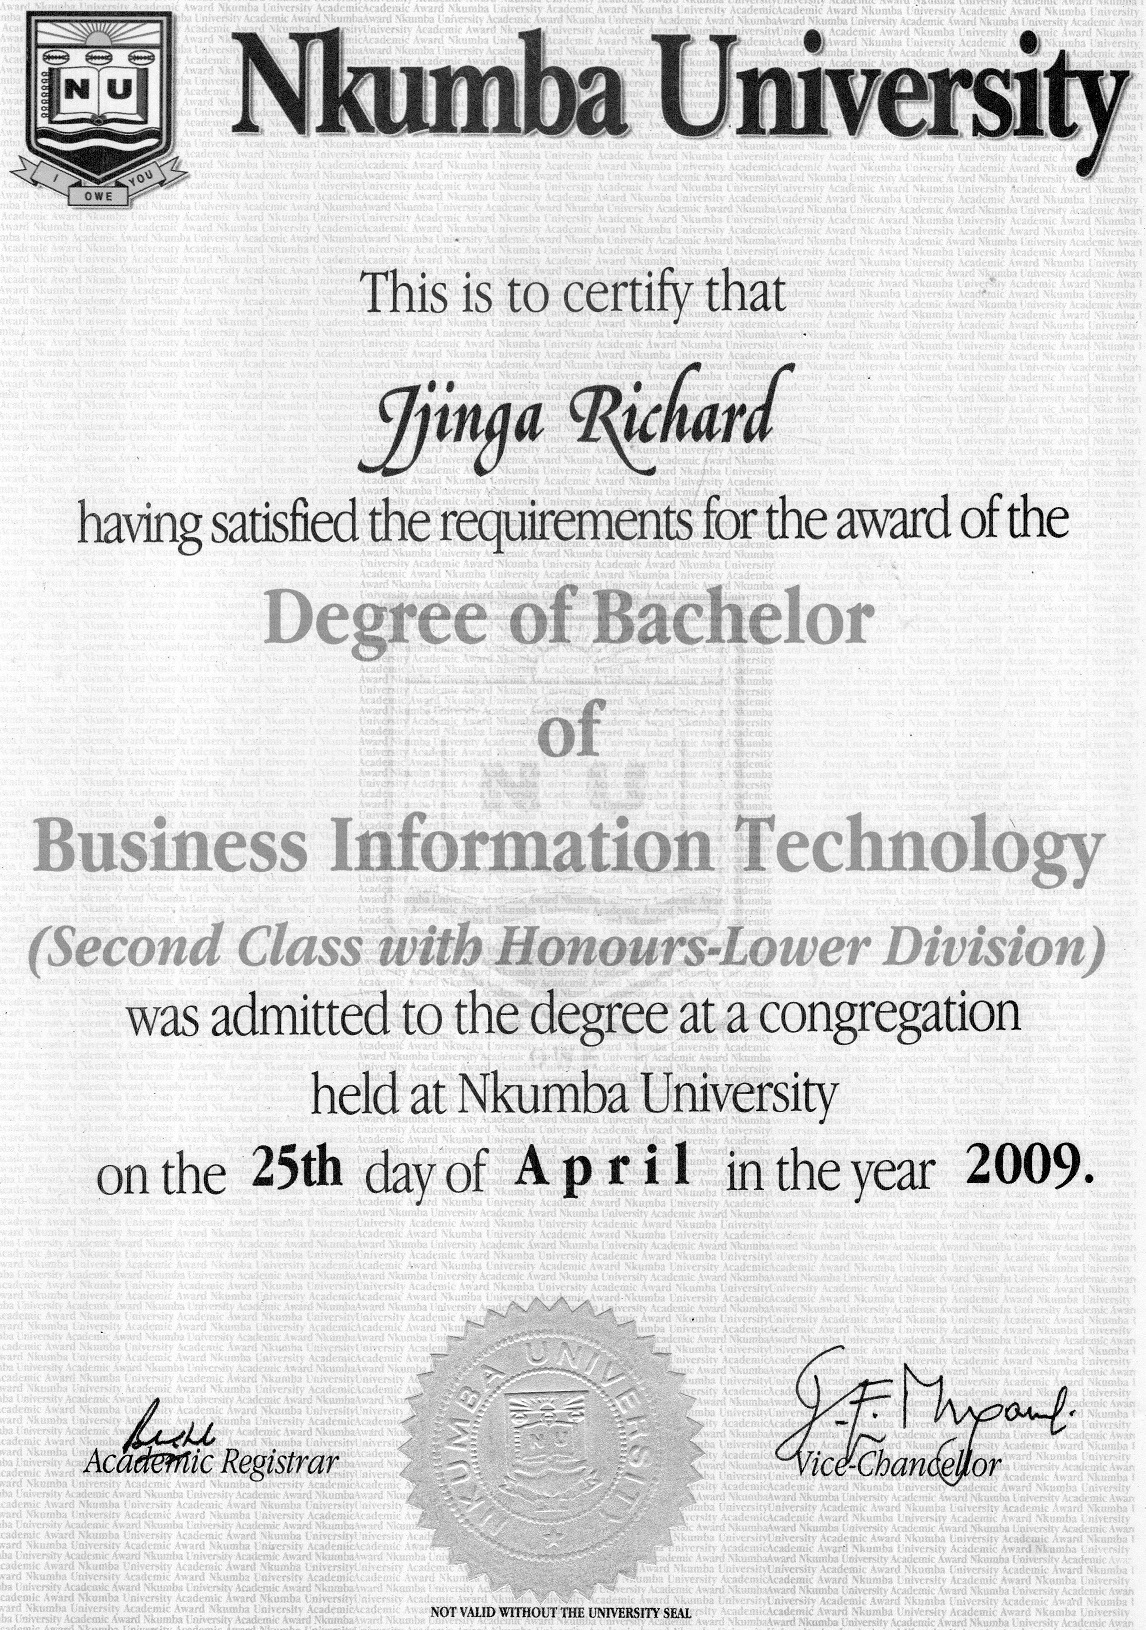 Nkumba University
N U
I OWE YOU
This is to certify that
Jjinga Richard
having satisfied the requirements for the award of the
Degree of Bachelor
of
Business Information Technology
(Second Class with Honours-Lower Division)
was admitted to the degree at a congregation
held at Nkumba University
on the 25th day of April in the year 2009.
NKUMBA UNIVERSITY
N U
Academic Registrar
Vice-Chancellor
NOT VALID WITHOUT THE UNIVERSITY SEAL